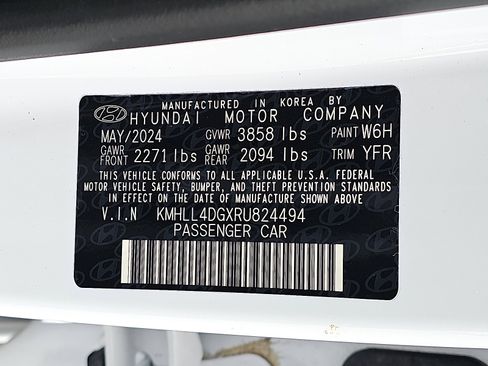 MANUFACTURED IN KOREA BY
HYUNDAI MOTOR COMPANY
MAY/2024 GVWR 3858 lbs PAINT W6H
GAWR FRONT 2271 lbs GAWR REAR 2094 lbs TRIM YFR
THIS VEHICLE CONFORMS TO ALL APPLICABLE U.S.A. FEDERAL
MOTOR VEHICLE SAFETY, BUMPER, AND THEFT PREVENTION STANDARDS
IN EFFECT ON THE DATE OF MANUFACTURE SHOWN ABOVE
V.I.N KMHLL4DGXRU824494
PASSENGER CAR